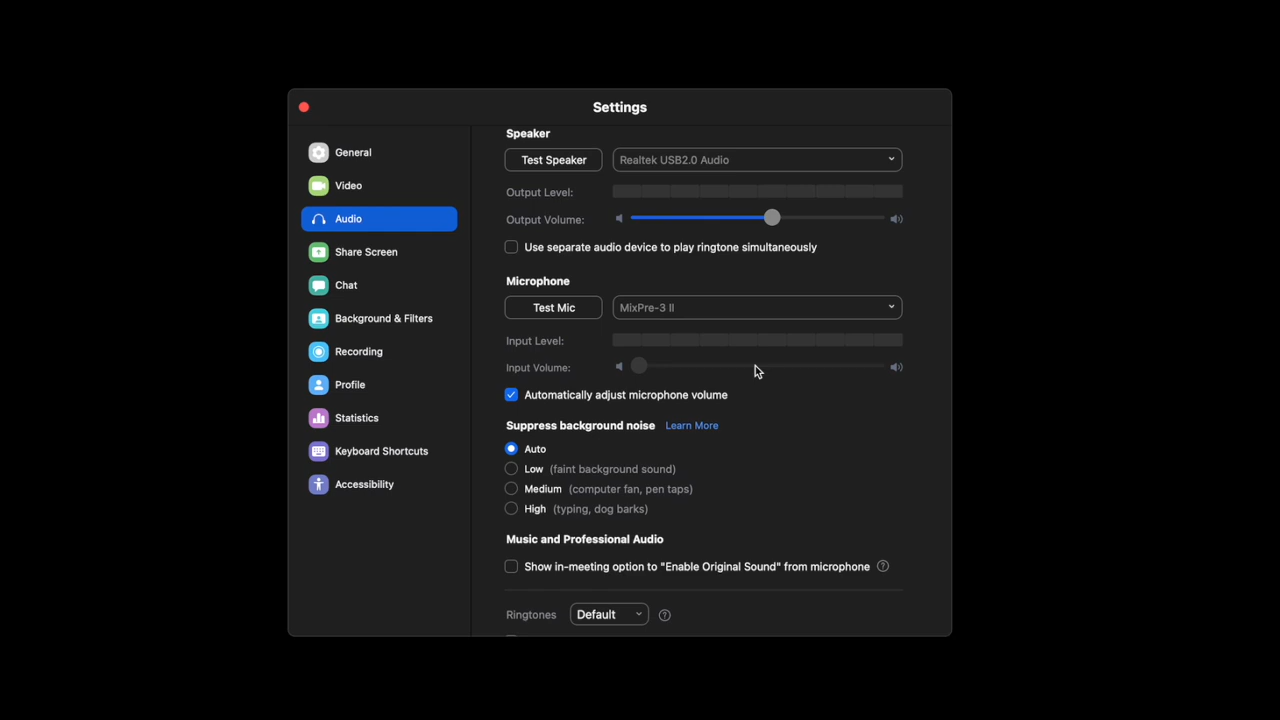 Settings
General
Video
Audio
Share Screen
Chat
Background & Filters
Recording
Profile
Statistics
Keyboard Shortcuts
Accessibility
Speaker
Test Speaker
Realtek USB2.0 Audio
Output Level:
Output Volume:
Use separate audio device to play ringtone simultaneously
Microphone
Test Mic
MixPre-3 II
Input Level:
Input Volume:
Automatically adjust microphone volume
Suppress background noise Learn More
Auto
Low (faint background sound)
Medium (computer fan, pen taps)
High (typing, dog barks)
Music and Professional Audio
Show in-meeting option to "Enable Original Sound" from microphone ?
Ringtones Default ?